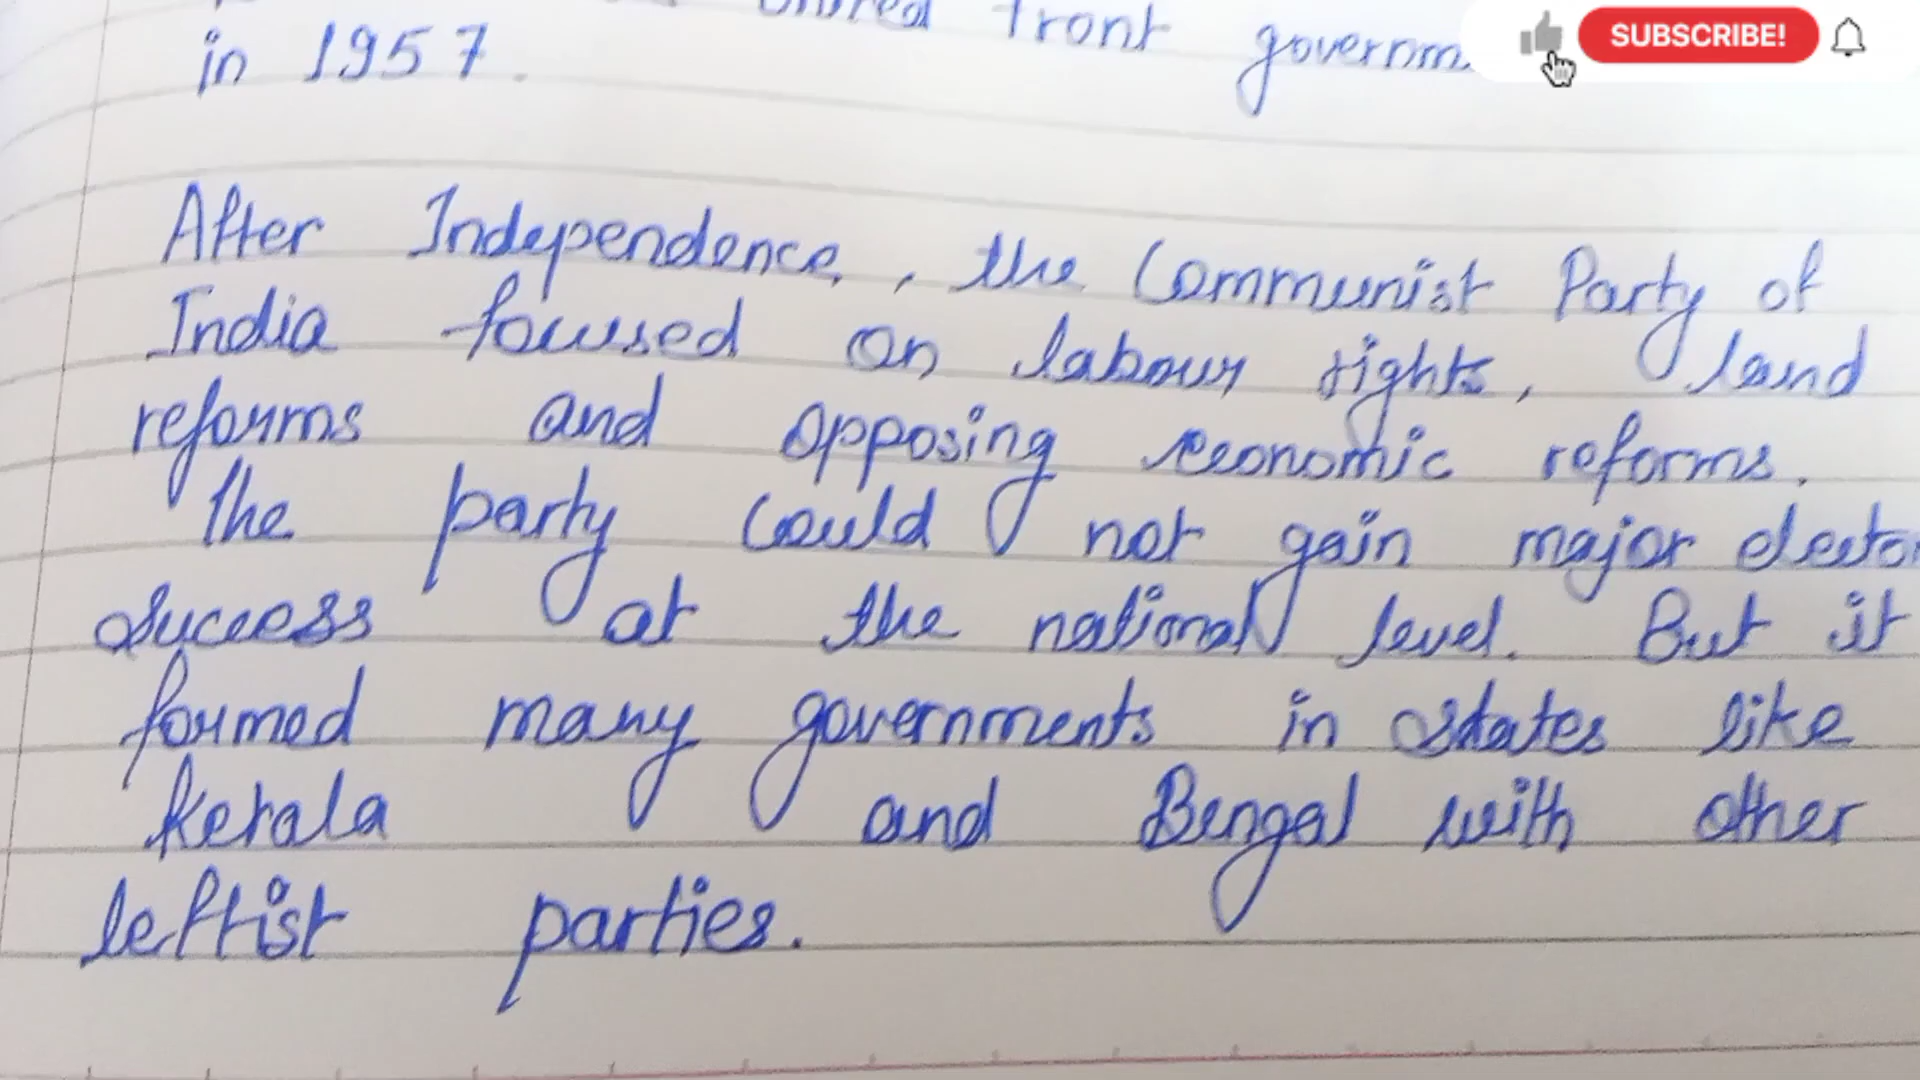 United front
in 1957.
SUBSCRIBE!
After Independence, the Communist Party of
India focused on labour rights, land
reforms and opposing economic reforms.
The party could not gain major
success at the national level. But it
formed many governments in states like
Kerala and Bengal with other
leftist parties.